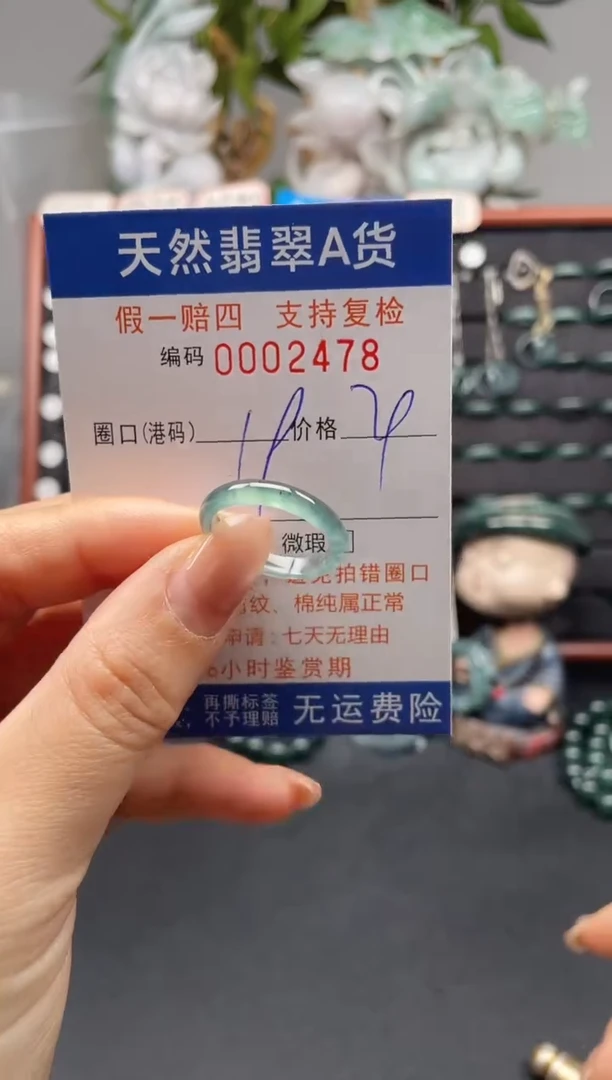 天然翡翠A货
假一赔四 支持复检
编码 0002478
圈口(港码) 价格
微瑕
拍错圈口
纹、棉纯属正常
申请:七天无理由
小时鉴赏期
再撕标签
不予理赔
无运费险